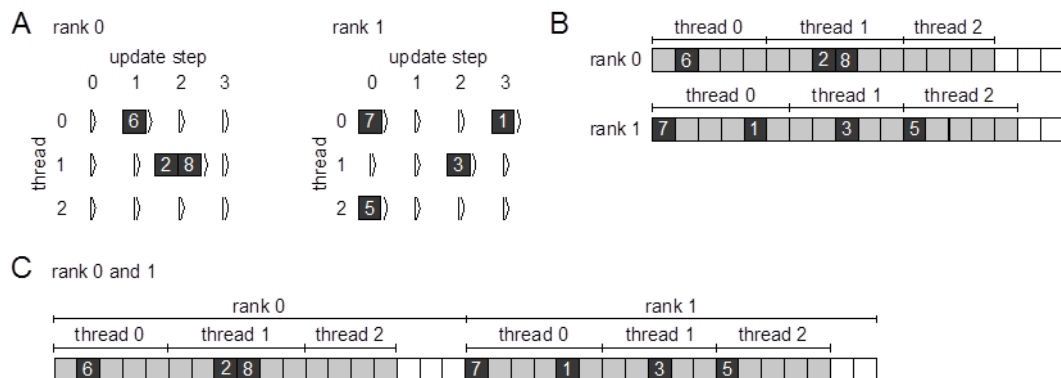 A rank 0 rank 1
update step update step
0 1 2 3 0 1 2 3
thread 0 6 0 7 1
1 2 8 thread 1 3
2 2 5
B thread 0 thread 1 thread 2
rank 0 6 2 8
thread 0 thread 1 thread 2
rank 1 7 1 3 5
C rank 0 and 1
rank 0 rank 1
thread 0 thread 1 thread 2 thread 0 thread 1 thread 2
6 2 8 7 1 3 5